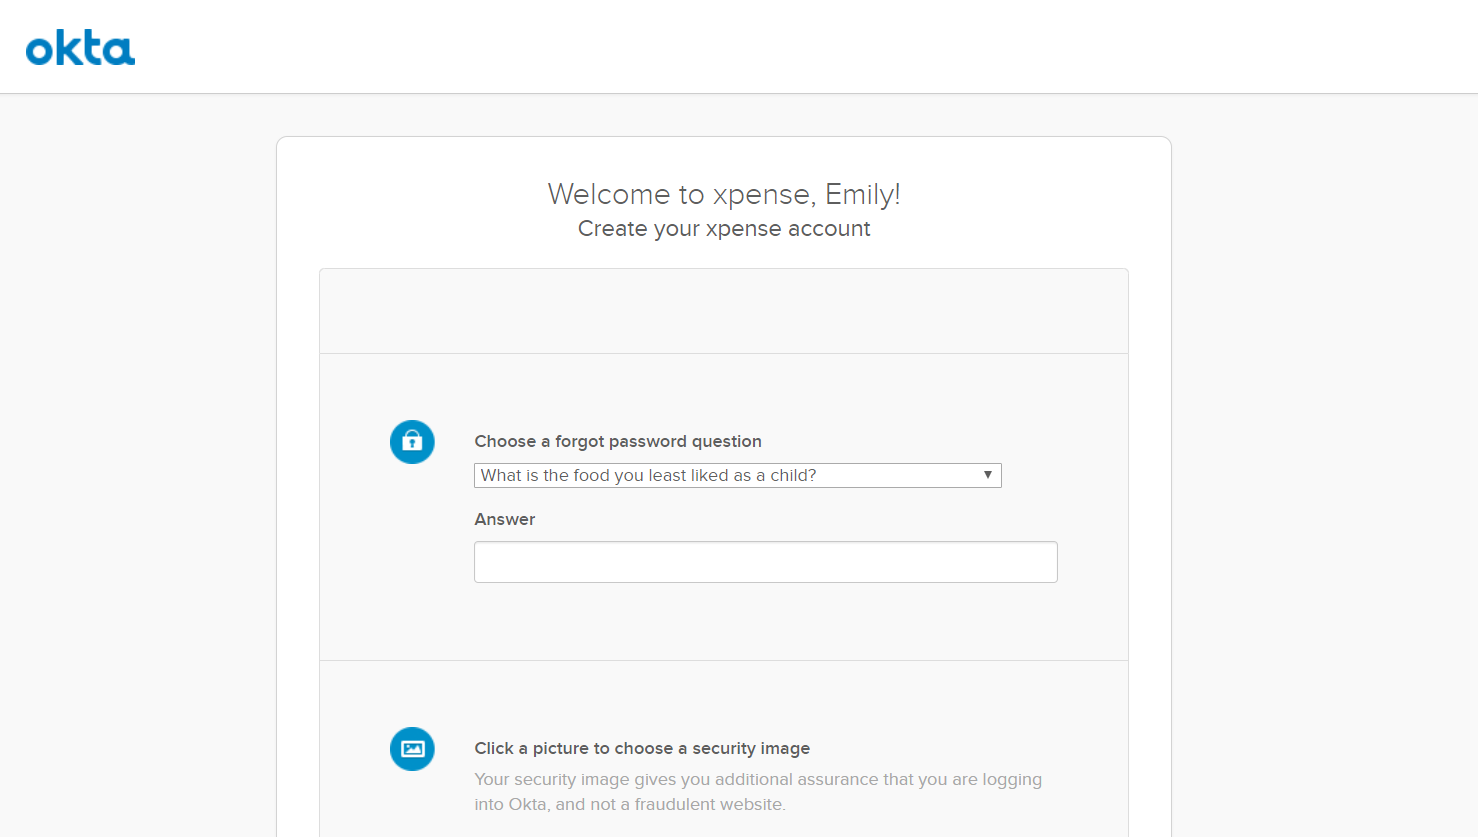 okta
Welcome to xpense, Emily!
Create your xpense account
Choose a forgot password question
What is the food you least liked as a child?
Answer
Click a picture to choose a security image
Your security image gives you additional assurance that you are logging
into Okta, and not a fraudulent website.